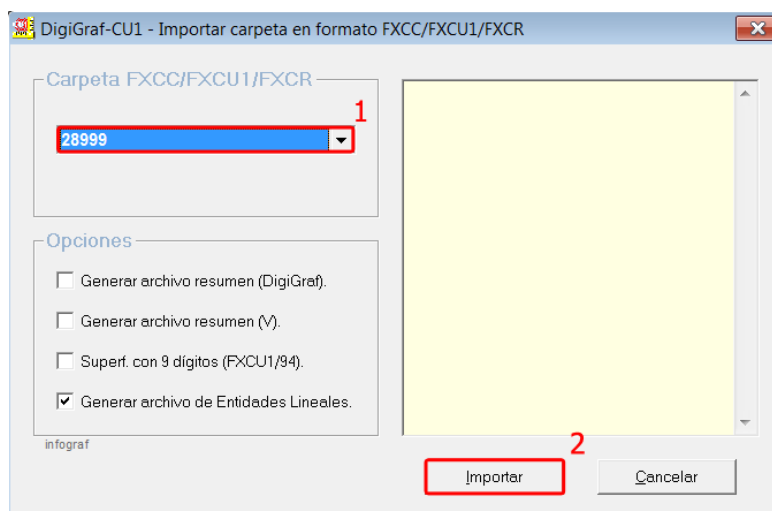 DigiGraf-CU1 - Importar carpeta en formato FXCC/FXCU1/FXCR
Carpeta FXCC/FXCU1/FXCR
1
28999
Opciones
Generar archivo resumen (DigiGraf).
Generar archivo resumen (V).
Superf. con 9 dígitos (FXCU1/94).
Generar archivo de Entidades Lineales.
infograf
2
Importar
Cancelar